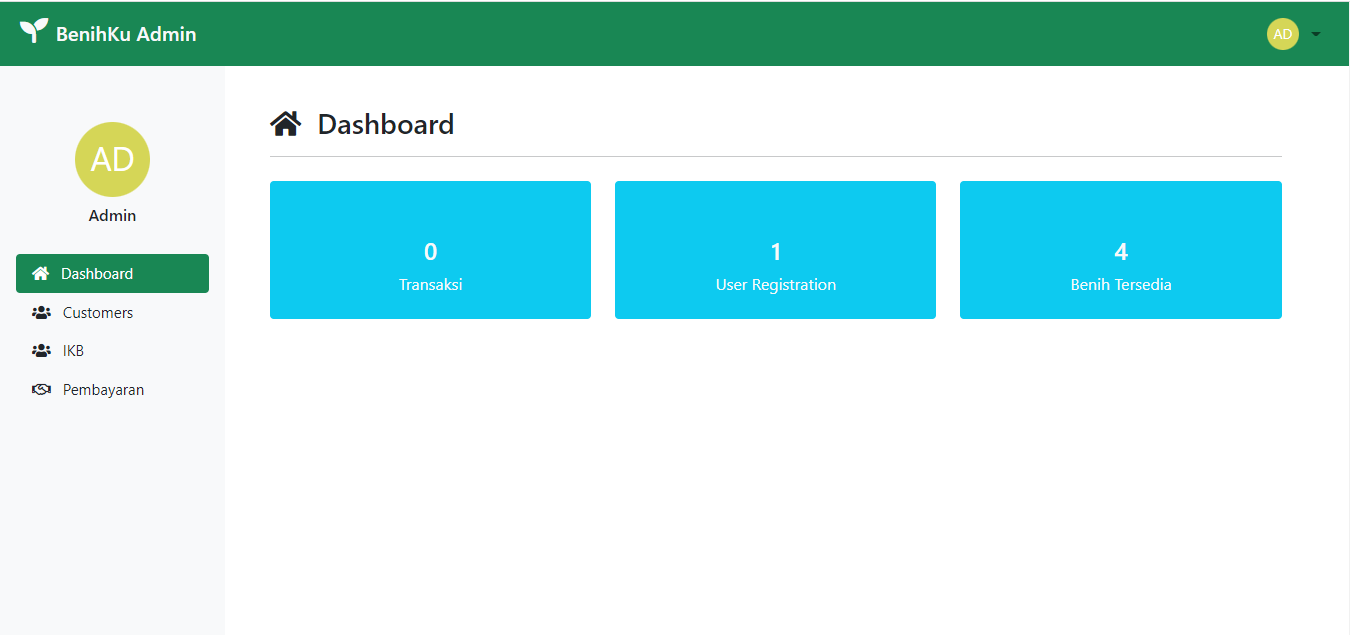 BenihKu Admin
AD
AD
Admin
Dashboard
Customers
IKB
Pembayaran
Dashboard
0
Transaksi
1
User Registration
4
Benih Tersedia